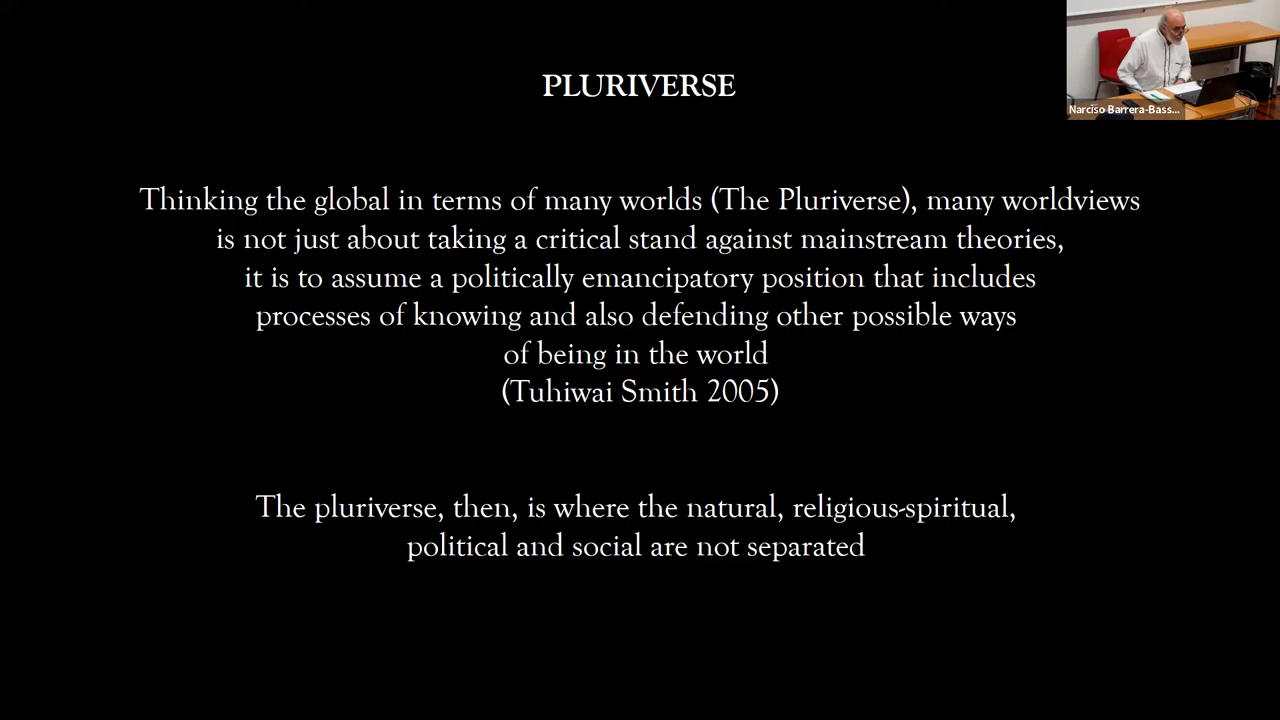 PLURIVERSE
Narciso Barrera-Bass...
Thinking the global in terms of many worlds (The Pluriverse), many worldviews
is not just about taking a critical stand against mainstream theories,
it is to assume a politically emancipatory position that includes
processes of knowing and also defending other possible ways
of being in the world
(Tuhiwai Smith 2005)
The pluriverse, then, is where the natural, religious-spiritual,
political and social are not separated